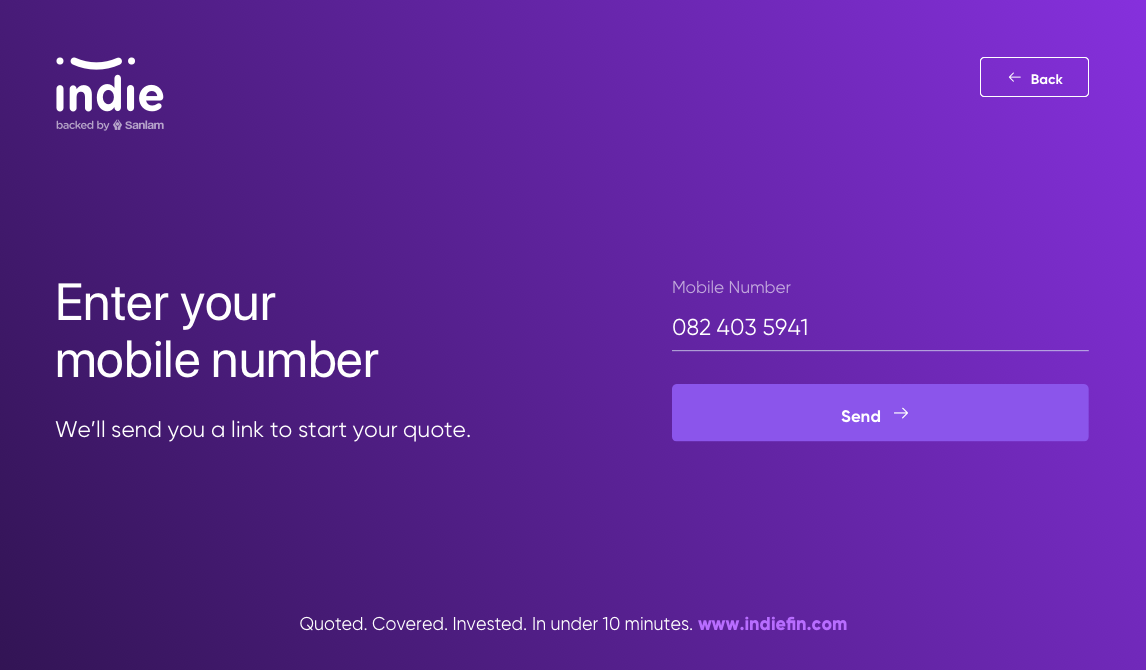 indie
backed by Sanlam
Back
Enter your
mobile number
We’ll send you a link to start your quote.
Mobile Number
082 403 5941
Send
Quoted. Covered. Invested. In under 10 minutes. www.indiefin.com